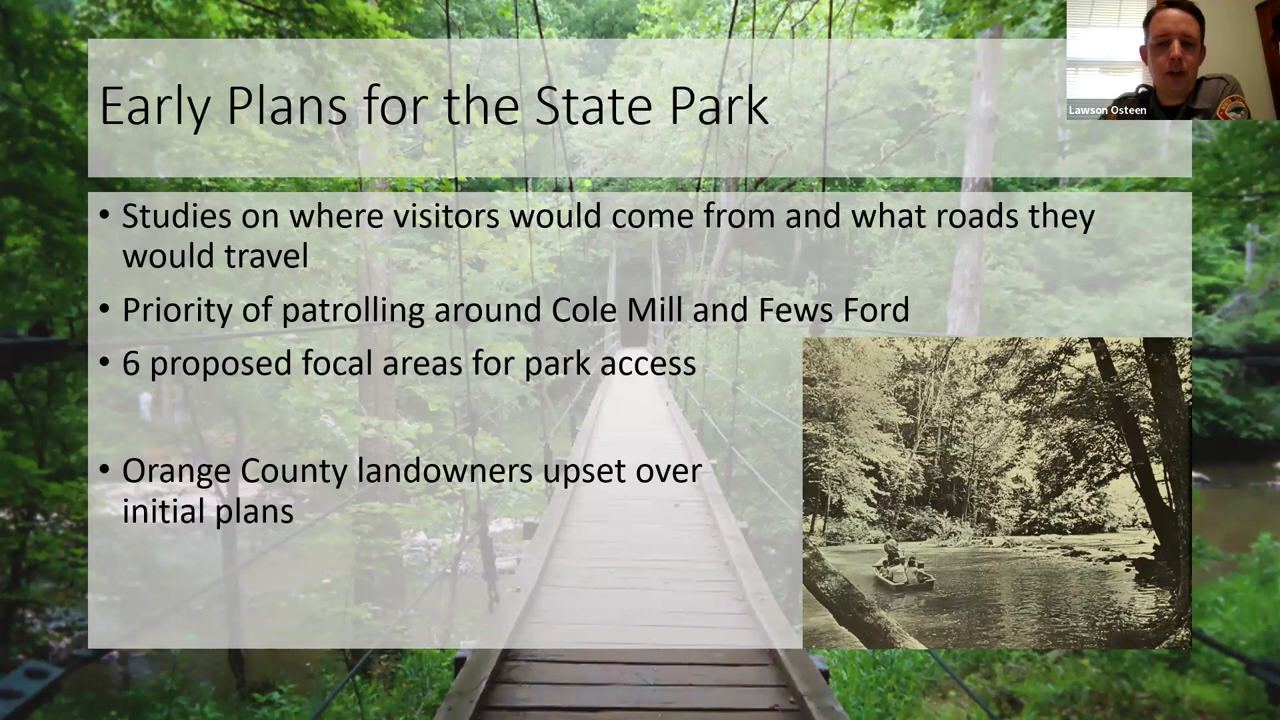 Early Plans for the State Park
Lawson Osteen
• Studies on where visitors would come from and what roads they
would travel
• Priority of patrolling around Cole Mill and Fews Ford
• 6 proposed focal areas for park access
• Orange County landowners upset over
initial plans